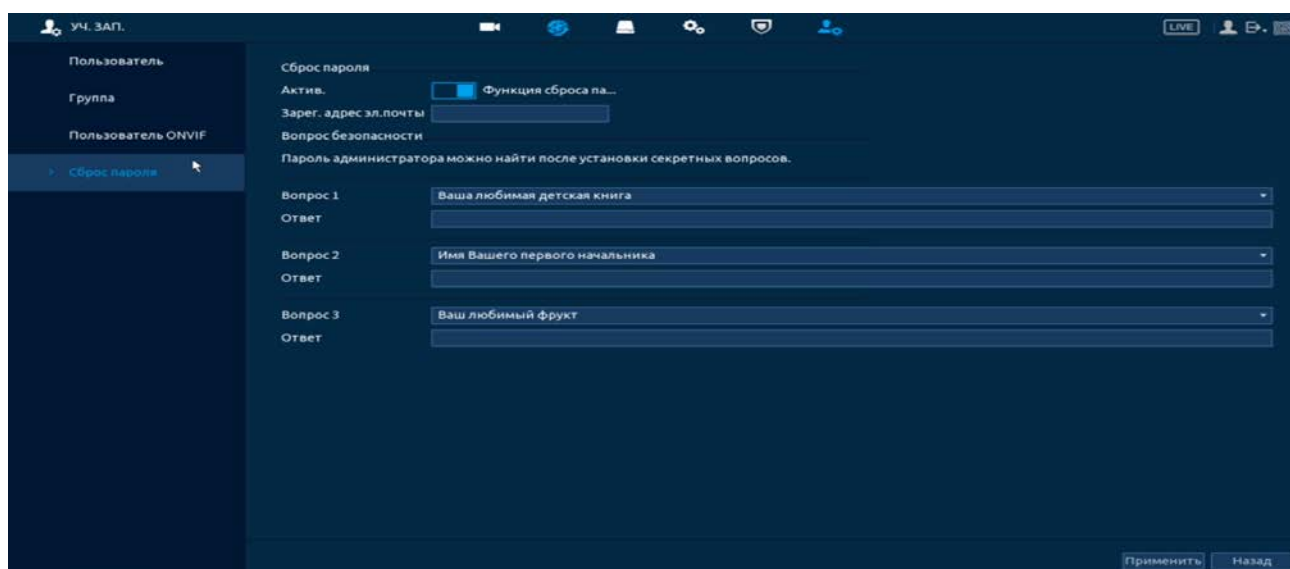 УЧ. ЗАП.
LIVE
Пользователь
Группа
Пользователь ONVIF
Сброс пароля
Сброс пароля
Актив.
Функция сброса па...
Зарег. адрес эл.почты
Вопрос безопасности
Пароль администратора можно найти после установки секретных вопросов.
Вопрос 1 Ваша любимая детская книга
Ответ
Вопрос 2 Имя Вашего первого начальника
Ответ
Вопрос 3 Ваш любимый фрукт
Ответ
Применить Назад